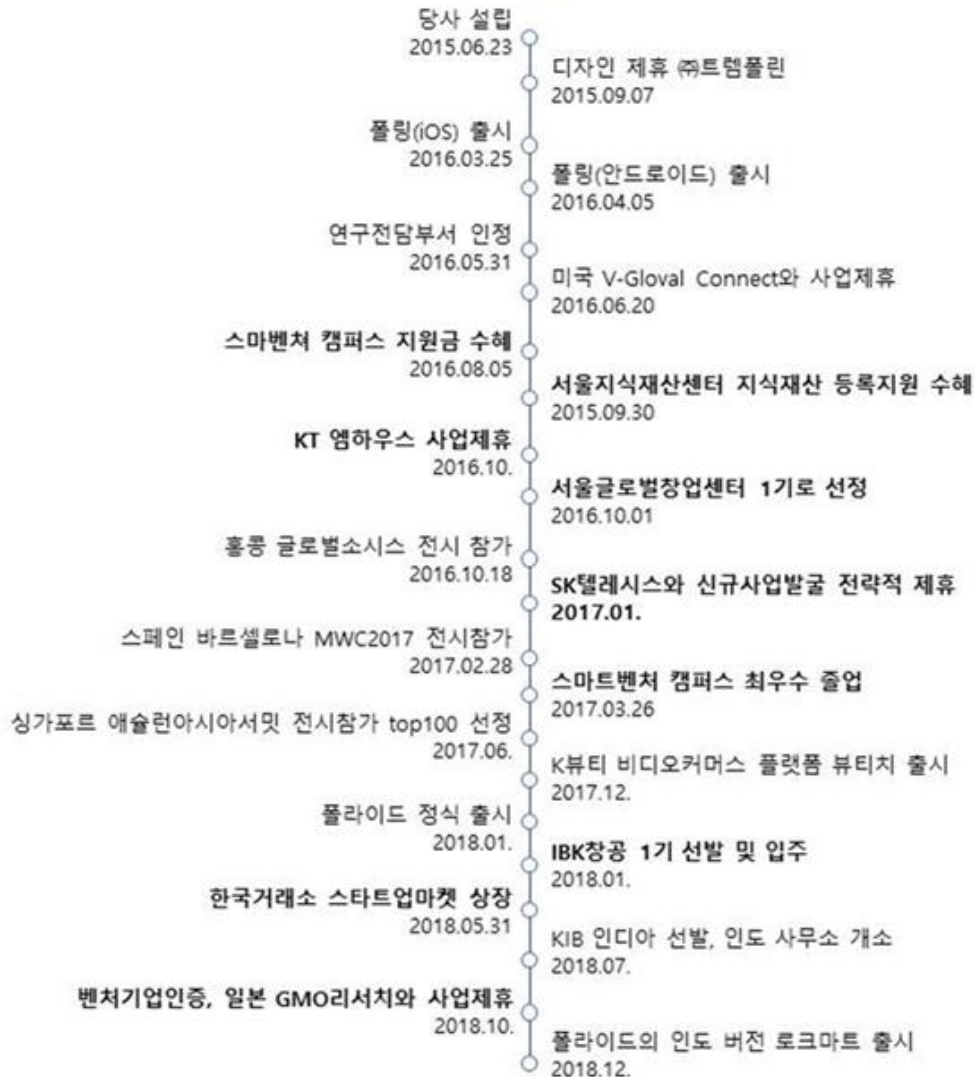 당사 설립
2015.06.23
디자인 제휴 ㈜트렘폴린
2015.09.07
폴링(iOS) 출시
2016.03.25
폴링(안드로이드) 출시
2016.04.05
연구전담부서 인정
2016.05.31
미국 V-Gloval Connect와 사업제휴
2016.06.20
스마벤쳐 캠퍼스 지원금 수혜
2016.08.05
서울지식재산센터 지식재산 등록지원 수혜
2015.09.30
KT 엠하우스 사업제휴
2016.10.
서울글로벌창업센터 1기로 선정
2016.10.01
홍콩 글로벌소시스 전시 참가
2016.10.18
SK텔레시스와 신규사업발굴 전략적 제휴
2017.01.
스페인 바르셀로나 MWC2017 전시참가
2017.02.28
스마트벤처 캠퍼스 최우수 졸업
2017.03.26
싱가포르 애슐런아시아서밋 전시참가 top100 선정
2017.06.
K뷰티 비디오커머스 플랫폼 뷰티치 출시
2017.12.
폴라이드 정식 출시
2018.01.
IBK창공 1기 선발 및 입주
2018.01.
한국거래소 스타트업마켓 상장
2018.05.31
KIB 인디아 선발, 인도 사무소 개소
2018.07.
벤처기업인증, 일본 GMO리서치와 사업제휴
2018.10.
폴라이드의 인도 버전 로크마트 출시
2018.12.